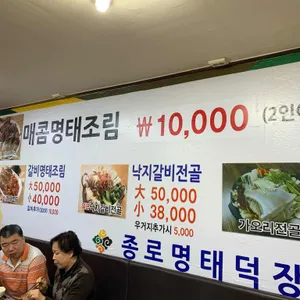 매콤명태조림 ₩10,000 (2인
갈비명태조림
大 50,000
小 40,000
낙지갈비전골
大 50,000
小 38,000
우거지추가시 5,000
가오리전골
종로명태덕장